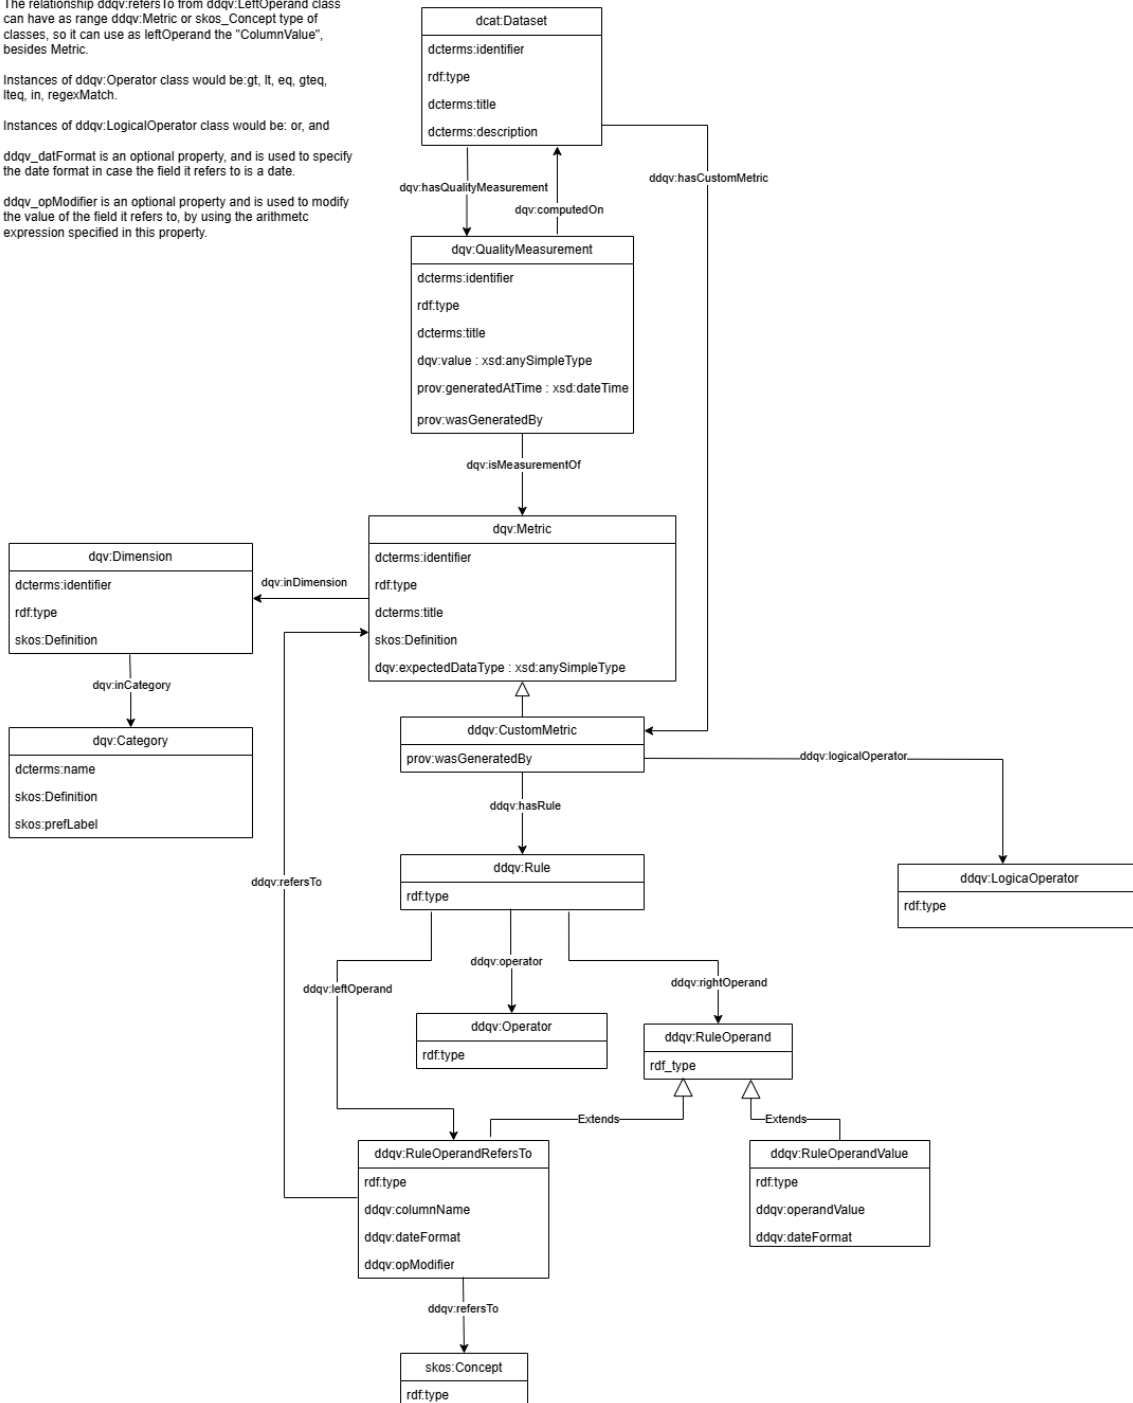 The relationship ddqv:refersTo from ddqv:LeftOperand class
can have as range ddqv:Metric or skos_Concept type of
classes, so it can use as leftOperand the "ColumnValue",
besides Metric.
Instances of ddqv:Operator class would be:gt, lt, eq, gteq,
lteq, in, regexMatch.
Instances of ddqv:LogicalOperator class would be: or, and
ddqv_datFormat is an optional property, and is used to specify
the date format in case the field it refers to is a date.
ddqv_opModifier is an optional property and is used to modify
the value of the field it refers to, by using the arithmetc
expression specified in this property.
dcat:Dataset
dcterms:identifier
rdf:type
dcterms:title
dcterms:description
dqv:hasQualityMeasurement
dqv:computedOn
ddqv:hasCustomMetric
dqv:QualityMeasurement
dcterms:identifier
rdf:type
dcterms:title
dqv:value : xsd:anySimpleType
prov:generatedAtTime : xsd:dateTime
prov:wasGeneratedBy
dqv:isMeasurementOf
dqv:Metric
dcterms:identifier
rdf:type
dcterms:title
skos:Definition
dqv:expectedDataType : xsd:anySimpleType
dqv:inDimension
dqv:Dimension
dcterms:identifier
rdf:type
skos:Definition
dqv:inCategory
dqv:Category
dcterms:name
skos:Definition
skos:prefLabel
ddqv:CustomMetric
prov:wasGeneratedBy
ddqv:logicalOperator
ddqv:hasRule
ddqv:Rule
rdf:type
ddqv:LogicaOperator
rdf:type
ddqv:refersTo
ddqv:leftOperand
ddqv:operator
ddqv:rightOperand
ddqv:Operator
rdf:type
ddqv:RuleOperand
rdf_type
Extends
Extends
ddqv:RuleOperandRefersTo
rdf:type
ddqv:columnName
ddqv:dateFormat
ddqv:opModifier
ddqv:RuleOperandValue
rdf:type
ddqv:operandValue
ddqv:dateFormat
ddqv:refersTo
skos:Concept
rdf:type